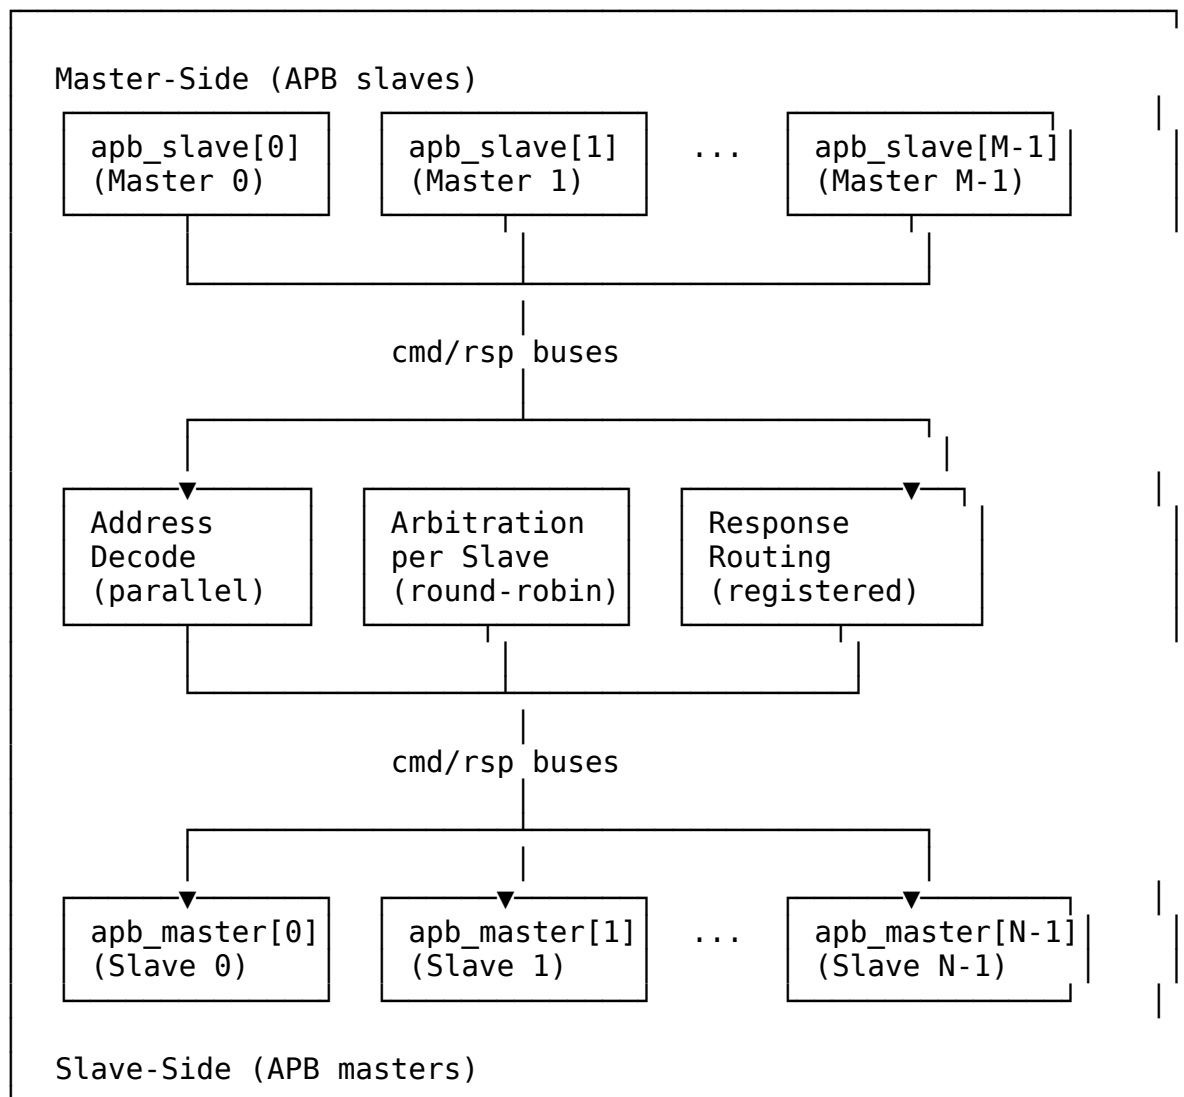 Master-Side (APB slaves)
apb_slave[0] apb_slave[1] ... apb_slave[M-1]
(Master 0) (Master 1) (Master M-1)
cmd/rsp buses
Address Arbitration Response
Decode per Slave Routing
(parallel) (round-robin) (registered)
cmd/rsp buses
apb_master[0] apb_master[1] ... apb_master[N-1]
(Slave 0) (Slave 1) (Slave N-1)
Slave-Side (APB masters)